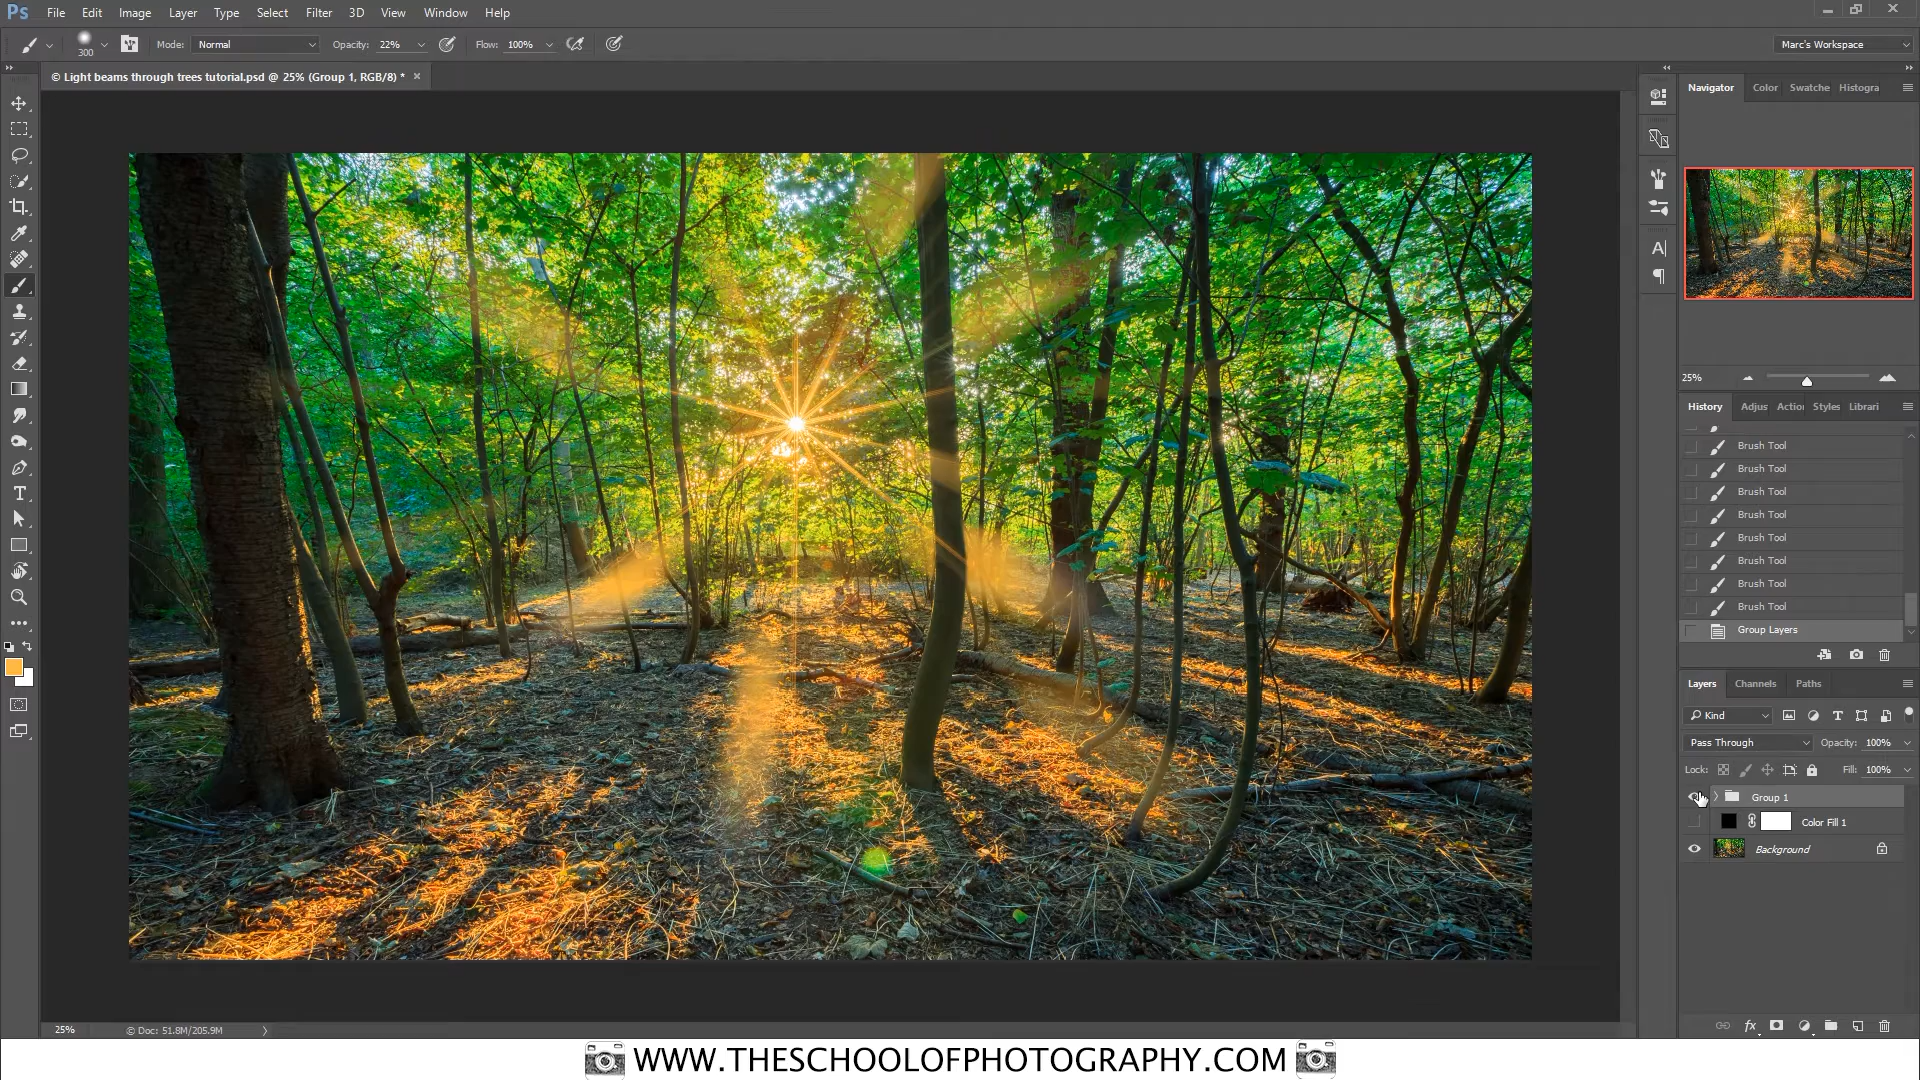 Ps File Edit Image Layer Type Select Filter 3D View Window Help
300 Mode: Normal Opacity: 22% Flow: 100% Marc's Workspace
© Light beams through trees tutorial.psd @ 25% (Group 1, RGB/8) *
Navigator Color Swatche Histogra
25%
History Adjus Action Styles Librari
Brush Tool
Brush Tool
Brush Tool
Brush Tool
Brush Tool
Brush Tool
Brush Tool
Brush Tool
Group Layers
Layers Channels Paths
Kind
Pass Through Opacity: 100%
Lock: Fill: 100%
Group 1
Color Fill 1
Background
25% © Doc: 51.8M/205.9M
WWW.THESCHOOLOFPHOTOGRAPHY.COM